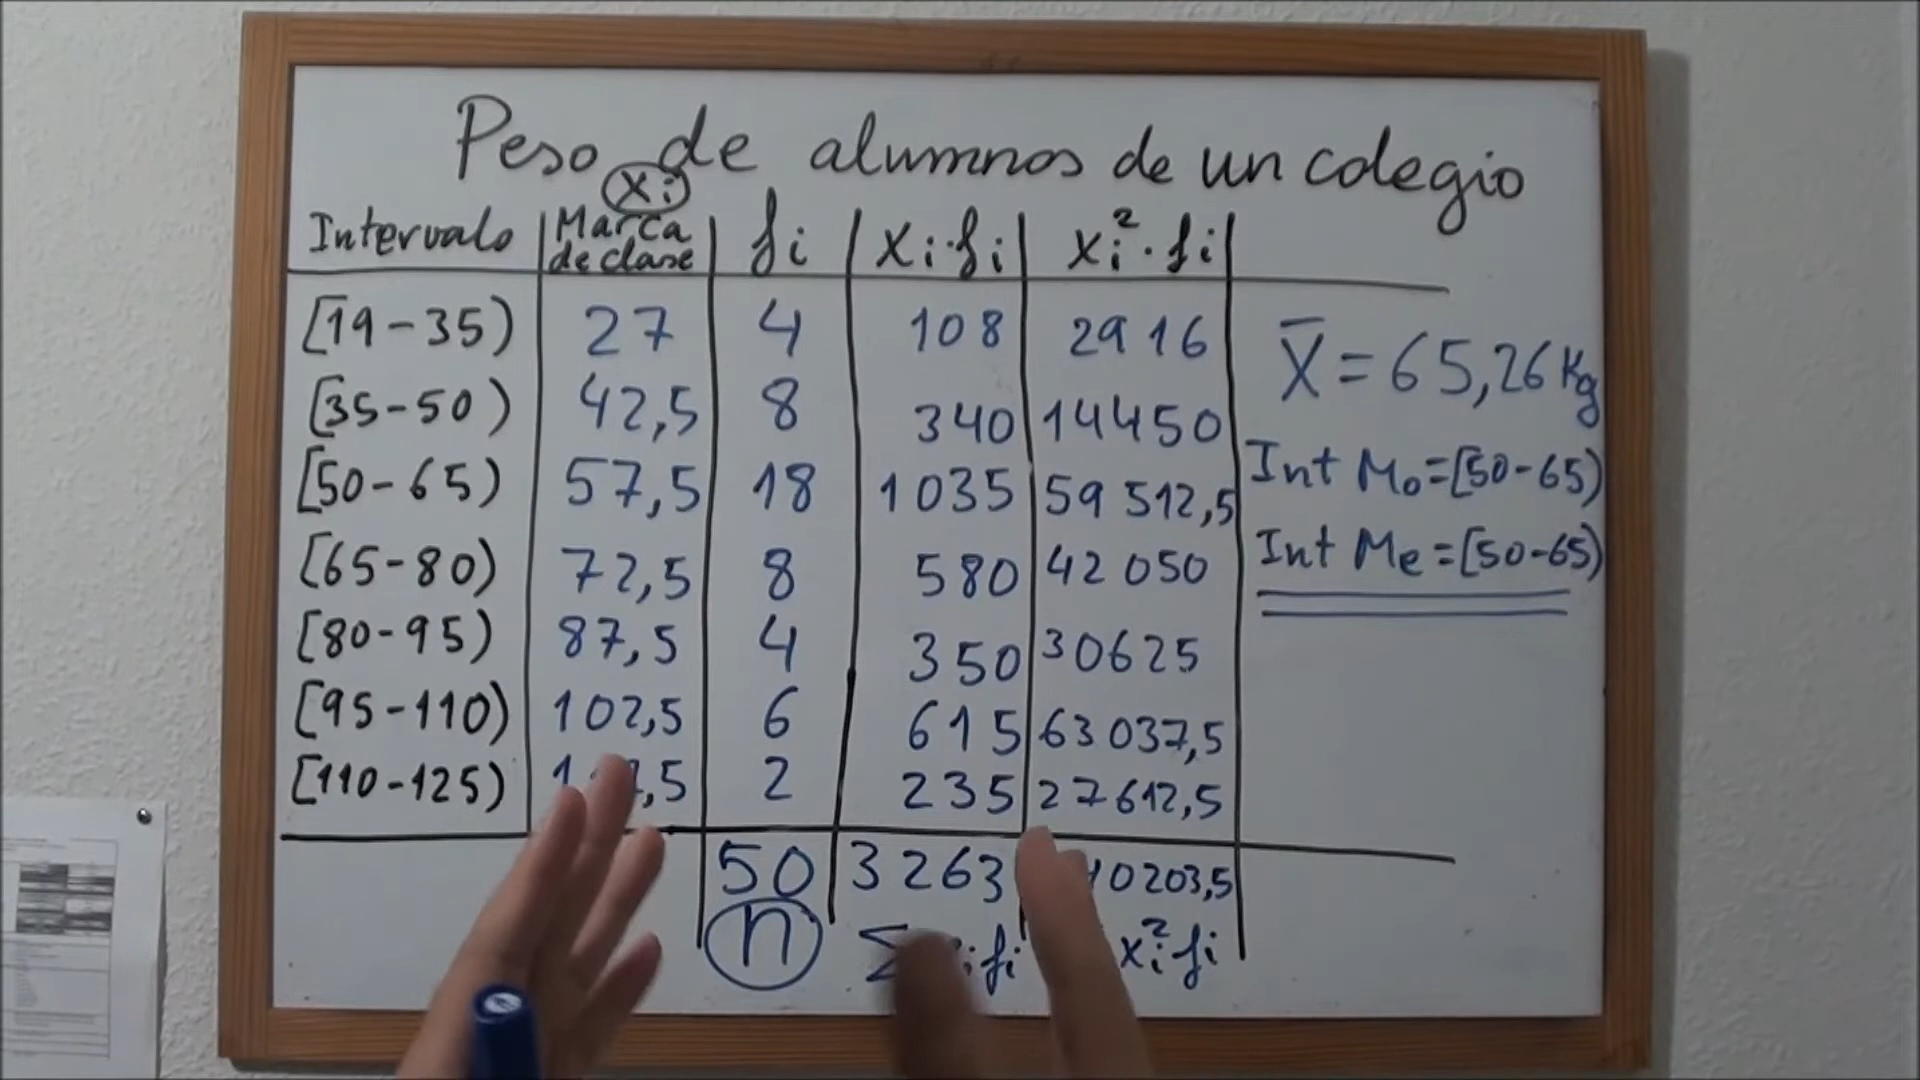 Peso de alumnos de un colegio
Intervalo xi Marca de clase fi xi·fi xi²·fi
[19-35) 27 4 108 2916
[35-50) 42,5 8 340 14450
[50-65) 57,5 18 1035 59512,5
[65-80) 72,5 8 580 42050
[80-95) 87,5 4 350 30625
[95-110) 102,5 6 615 63037,5
[110-125) 2 235 27612,5
50 3263
n xi²fi
X̄ = 65,26 Kg
Int Mo=[50-65)
Int Me=[50-65)